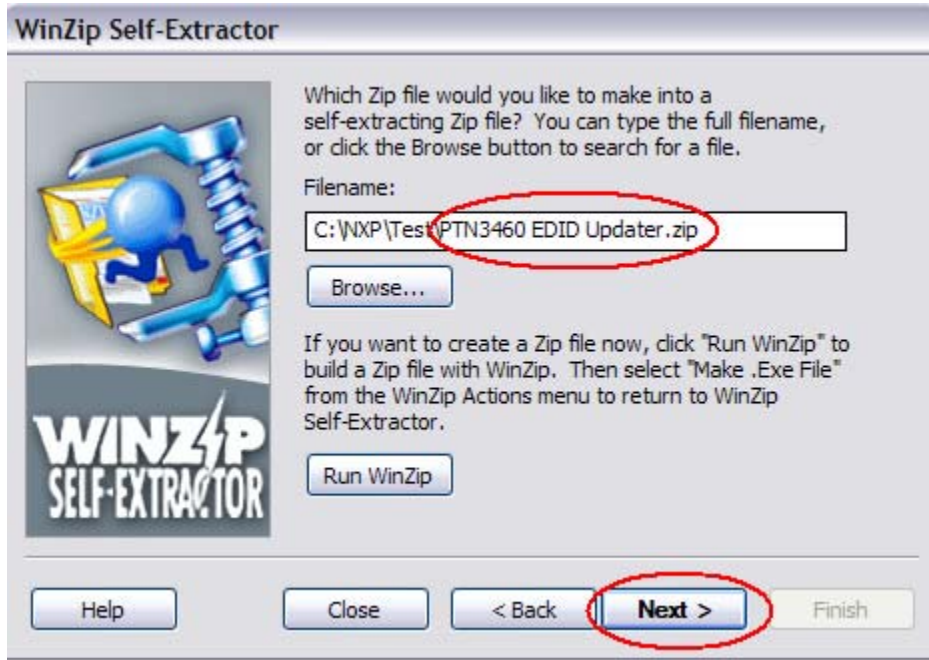 WinZip Self-Extractor
Which Zip file would you like to make into a
self-extracting Zip file? You can type the full filename,
or click the Browse button to search for a file.
Filename:
C:\NXP\Test\PTN3460 EDID Updater.zip
Browse...
If you want to create a Zip file now, click "Run WinZip" to
build a Zip file with WinZip. Then select "Make .Exe File"
from the WinZip Actions menu to return to WinZip
Self-Extractor.
Run WinZip
WINZIP
SELF-EXTRACTOR
Help
Close
< Back
Next >
Finish